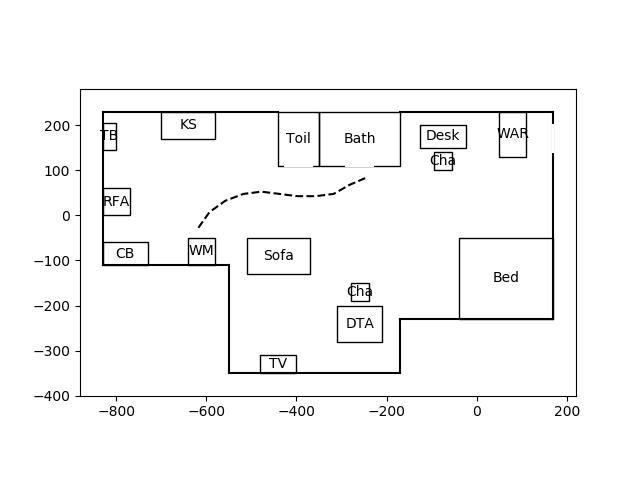 KS
TB
Toil
Bath
Desk
WAR
Cha
RFA
CB
WM
Sofa
Bed
Cha
DTA
TV
200
100
0
−100
−200
−300
−400
−800
−600
−400
−200
0
200